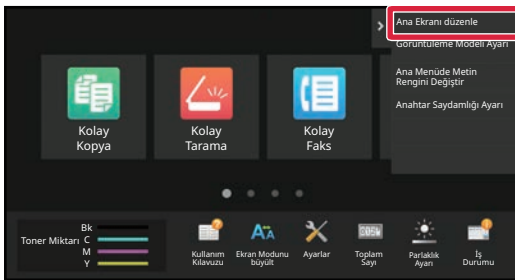 Ana Ekranı düzenle
Görüntüleme Modeli Ayarı
Ana Menüde Metin
Rengini Değiştir
Anahtar Saydamlığı Ayarı
Kolay
Kopya
Kolay
Tarama
Kolay
Faks
Toner Miktarı
Bk
C
M
Y
Kullanım
Kılavuzu
Ekran Modunu
büyült
Ayarlar
Toplam
Sayı
Parlaklık
Ayarı
İş
Durumu